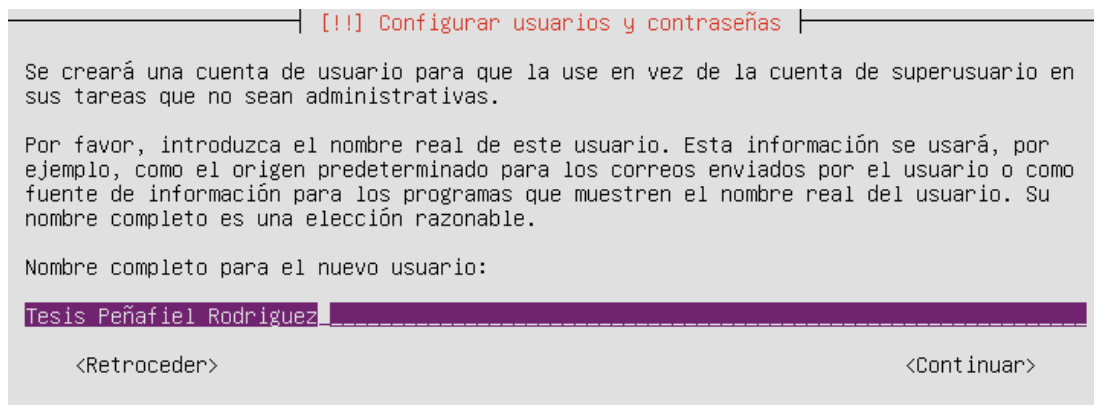 [!!] Configurar usuarios y contraseñas
Se creará una cuenta de usuario para que la use en vez de la cuenta de superusuario en
sus tareas que no sean administrativas.
Por favor, introduzca el nombre real de este usuario. Esta información se usará, por
ejemplo, como el origen predeterminado para los correos enviados por el usuario o como
fuente de información para los programas que muestren el nombre real del usuario. Su
nombre completo es una elección razonable.
Nombre completo para el nuevo usuario:
Tesis Peñafiel Rodriguez
<Retroceder> <Continuar>